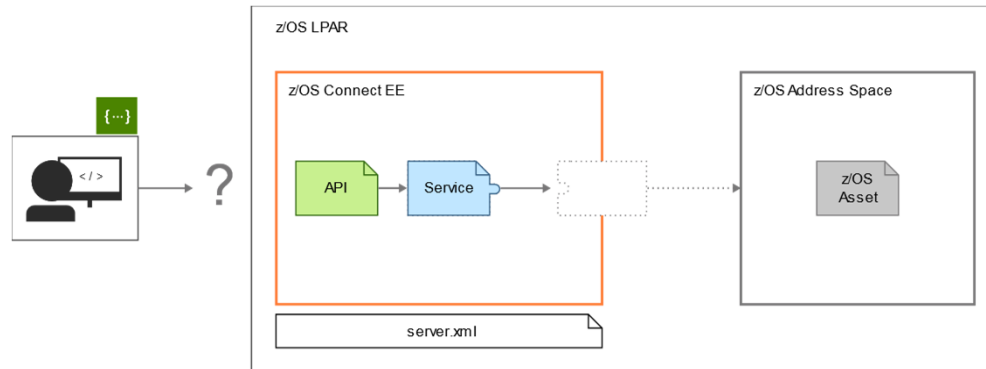 z/OS LPAR
z/OS Connect EE
z/OS Address Space
{...}
</>
?
API
Service
z/OS
Asset
server.xml